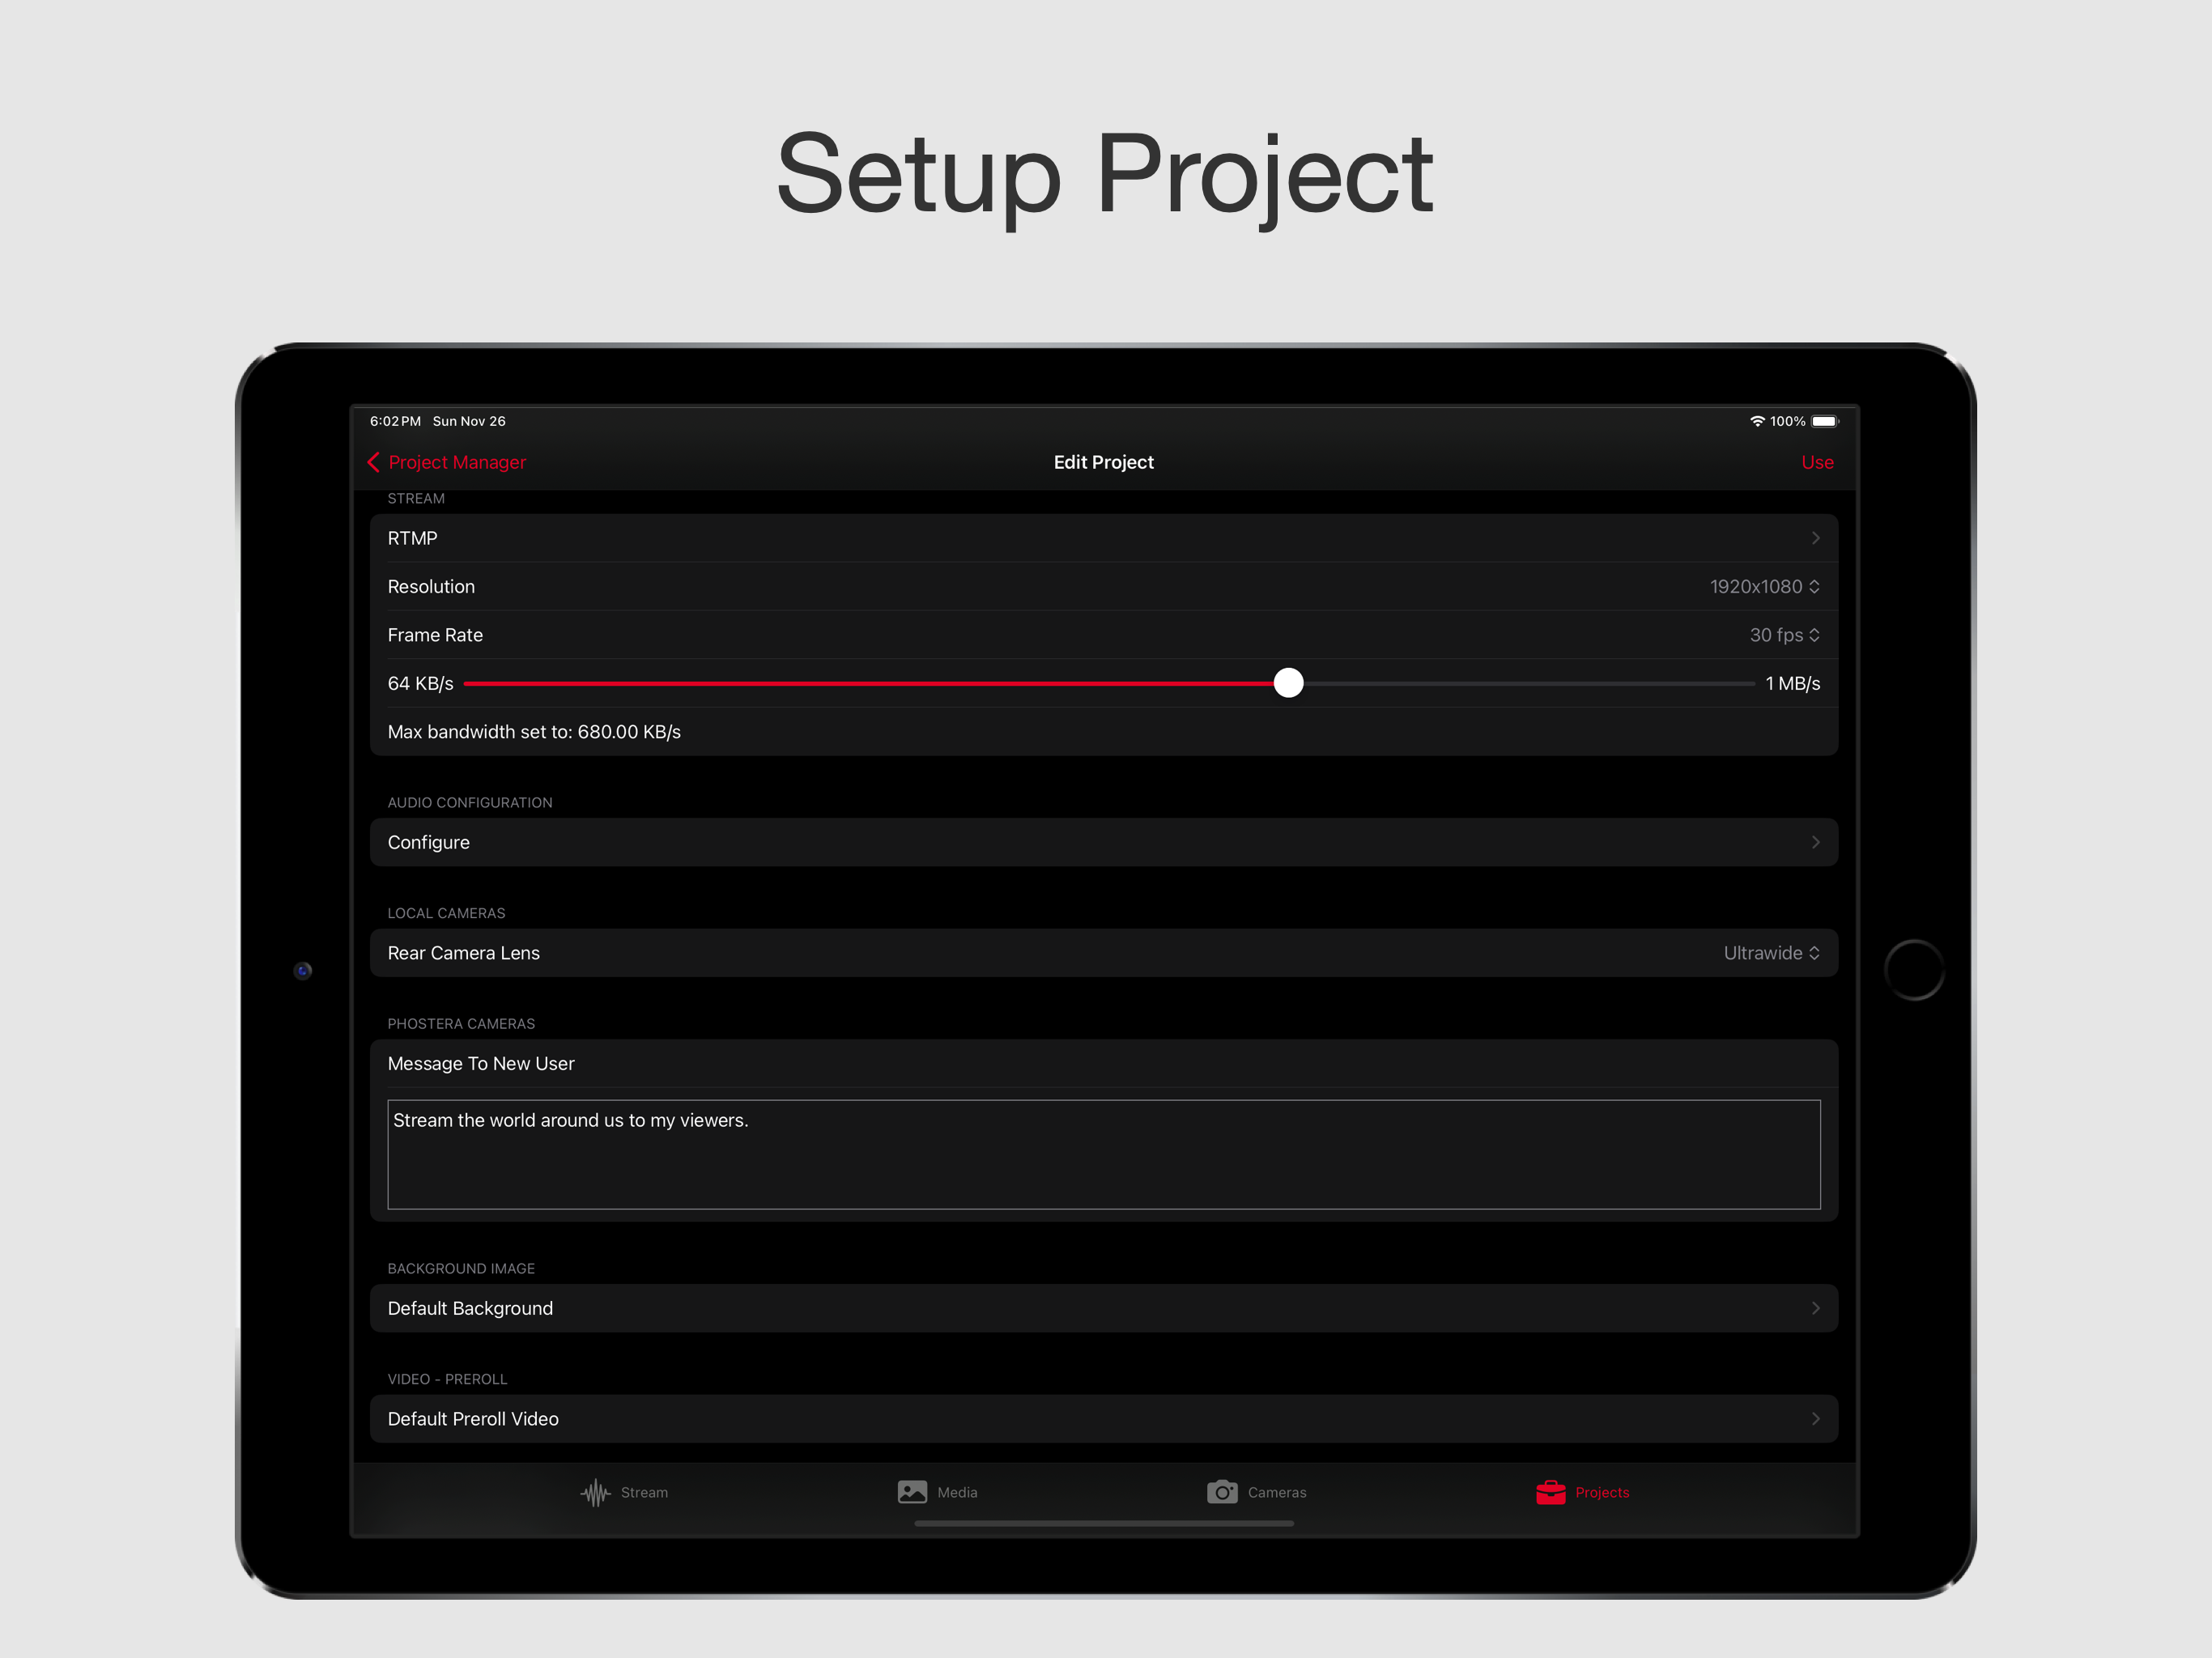 Setup Project
6:02 PM Sun Nov 26
100%
Project Manager
Edit Project
Use
STREAM
RTMP
Resolution
1920x1080
Frame Rate
30 fps
64 KB/s
1 MB/s
Max bandwidth set to: 680.00 KB/s
AUDIO CONFIGURATION
Configure
LOCAL CAMERAS
Rear Camera Lens
Ultrawide
PHOSTERA CAMERAS
Message To New User
Stream the world around us to my viewers.
BACKGROUND IMAGE
Default Background
VIDEO - PREROLL
Default Preroll Video
Stream
Media
Cameras
Projects